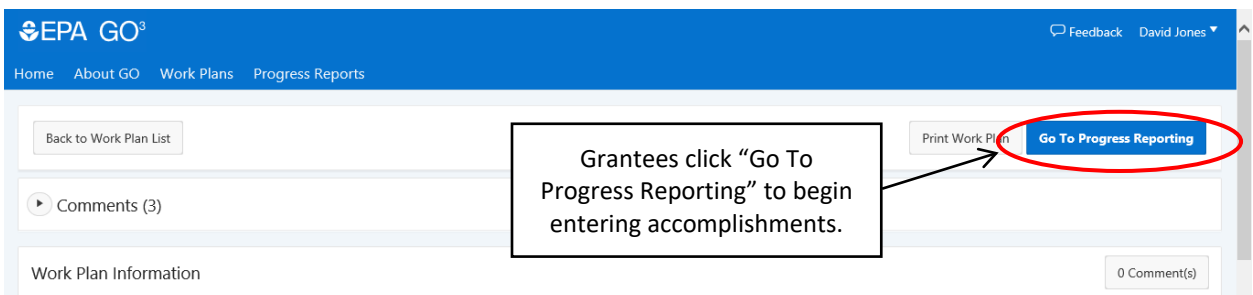 EPA GO³
Feedback David Jones
Home About GO Work Plans Progress Reports
Back to Work Plan List
Print Work Plan
Go To Progress Reporting
Grantees click “Go To
Progress Reporting” to begin
entering accomplishments.
Comments (3)
Work Plan Information
0 Comment(s)